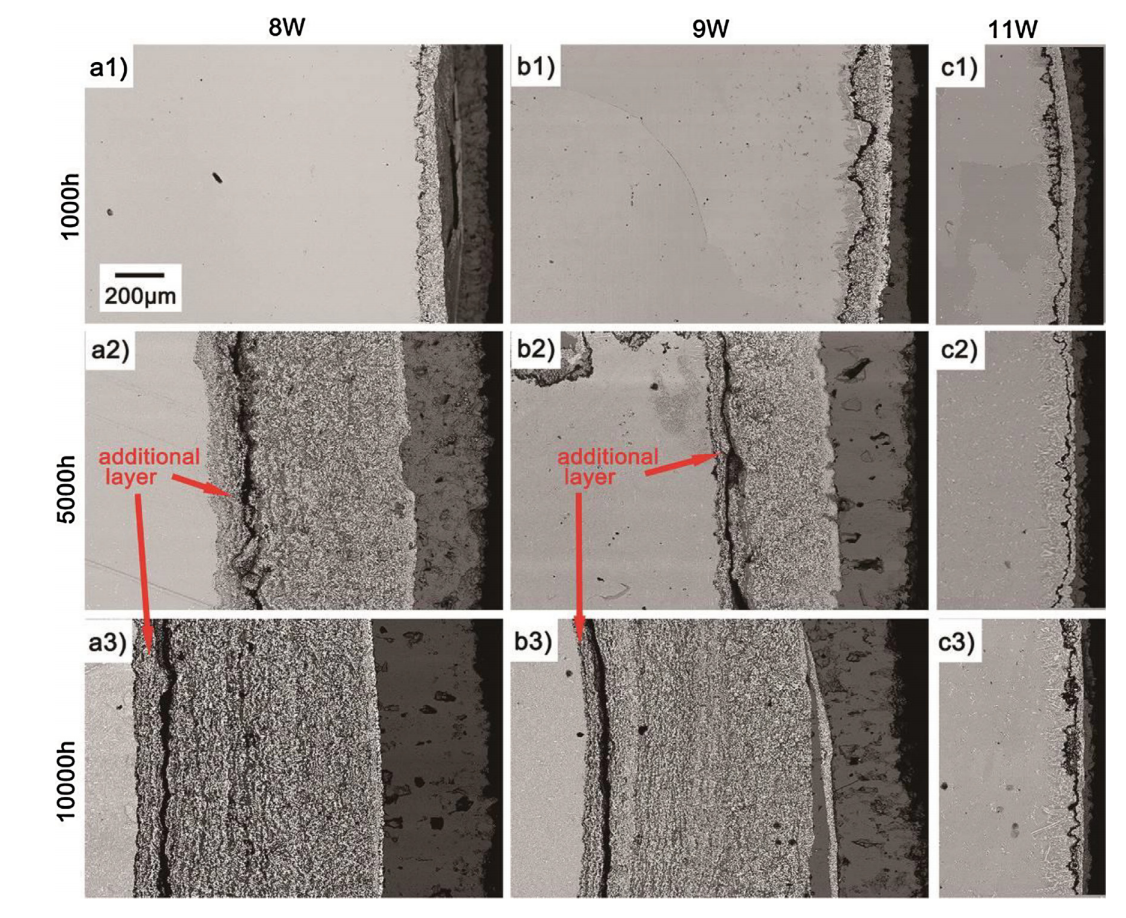 8W
9W
11W
1000h
a1)
b1)
c1)
200µm
5000h
a2)
b2)
c2)
additional
layer
additional
layer
10000h
a3)
b3)
c3)